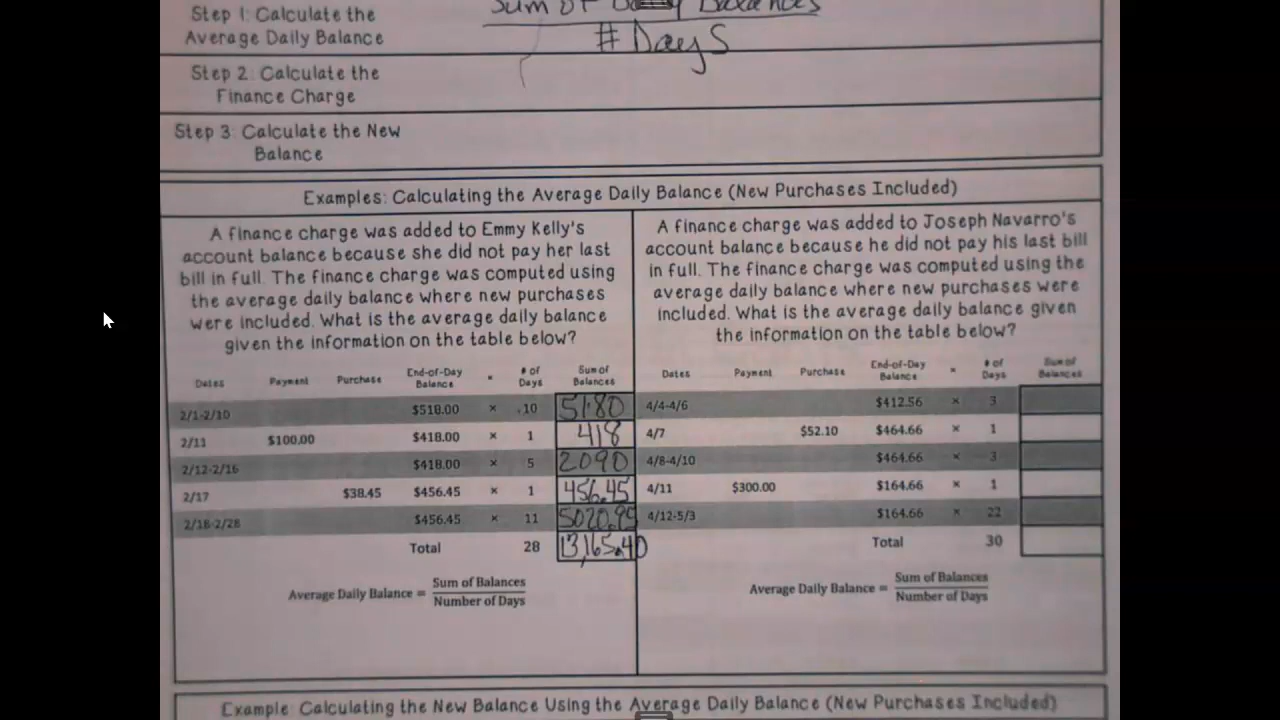 Step 1: Calculate the
Average Daily Balance
Sum of Daily Balances
# Days
Step 2: Calculate the
Finance Charge
Step 3: Calculate the New
Balance
Examples: Calculating the Average Daily Balance (New Purchases Included)
A finance charge was added to Emmy Kelly's
account balance because she did not pay her last
bill in full. The finance charge was computed using
the average daily balance where new purchases
were included. What is the average daily balance
given the information on the table below?
Dates Payment Purchase End-of-Day Balance × # of Days Sum of Balances
2/1-2/10 $518.00 × 10 5180
2/11 $100.00 $418.00 × 1 418
2/12-2/16 $418.00 × 5 2090
2/17 $38.45 $456.45 × 1 456.45
2/18-2/28 $456.45 × 11 5020.95
Total 28 13,165.40
Average Daily Balance = Sum of Balances
Number of Days
A finance charge was added to Joseph Navarro's
account balance because he did not pay his last bill
in full. The finance charge was computed using the
average daily balance where new purchases were
included. What is the average daily balance given
the information on the table below?
Dates Payment Purchase End-of-Day Balance × # of Days Sum of Balances
4/4-4/6 $412.56 × 3
4/7 $52.10 $464.66 × 1
4/8-4/10 $464.66 × 3
4/11 $300.00 $164.66 × 1
4/12-5/3 $164.66 × 22
Total 30
Average Daily Balance = Sum of Balances
Number of Days
Example: Calculating the New Balance Using the Average Daily Balance (New Purchases Included)